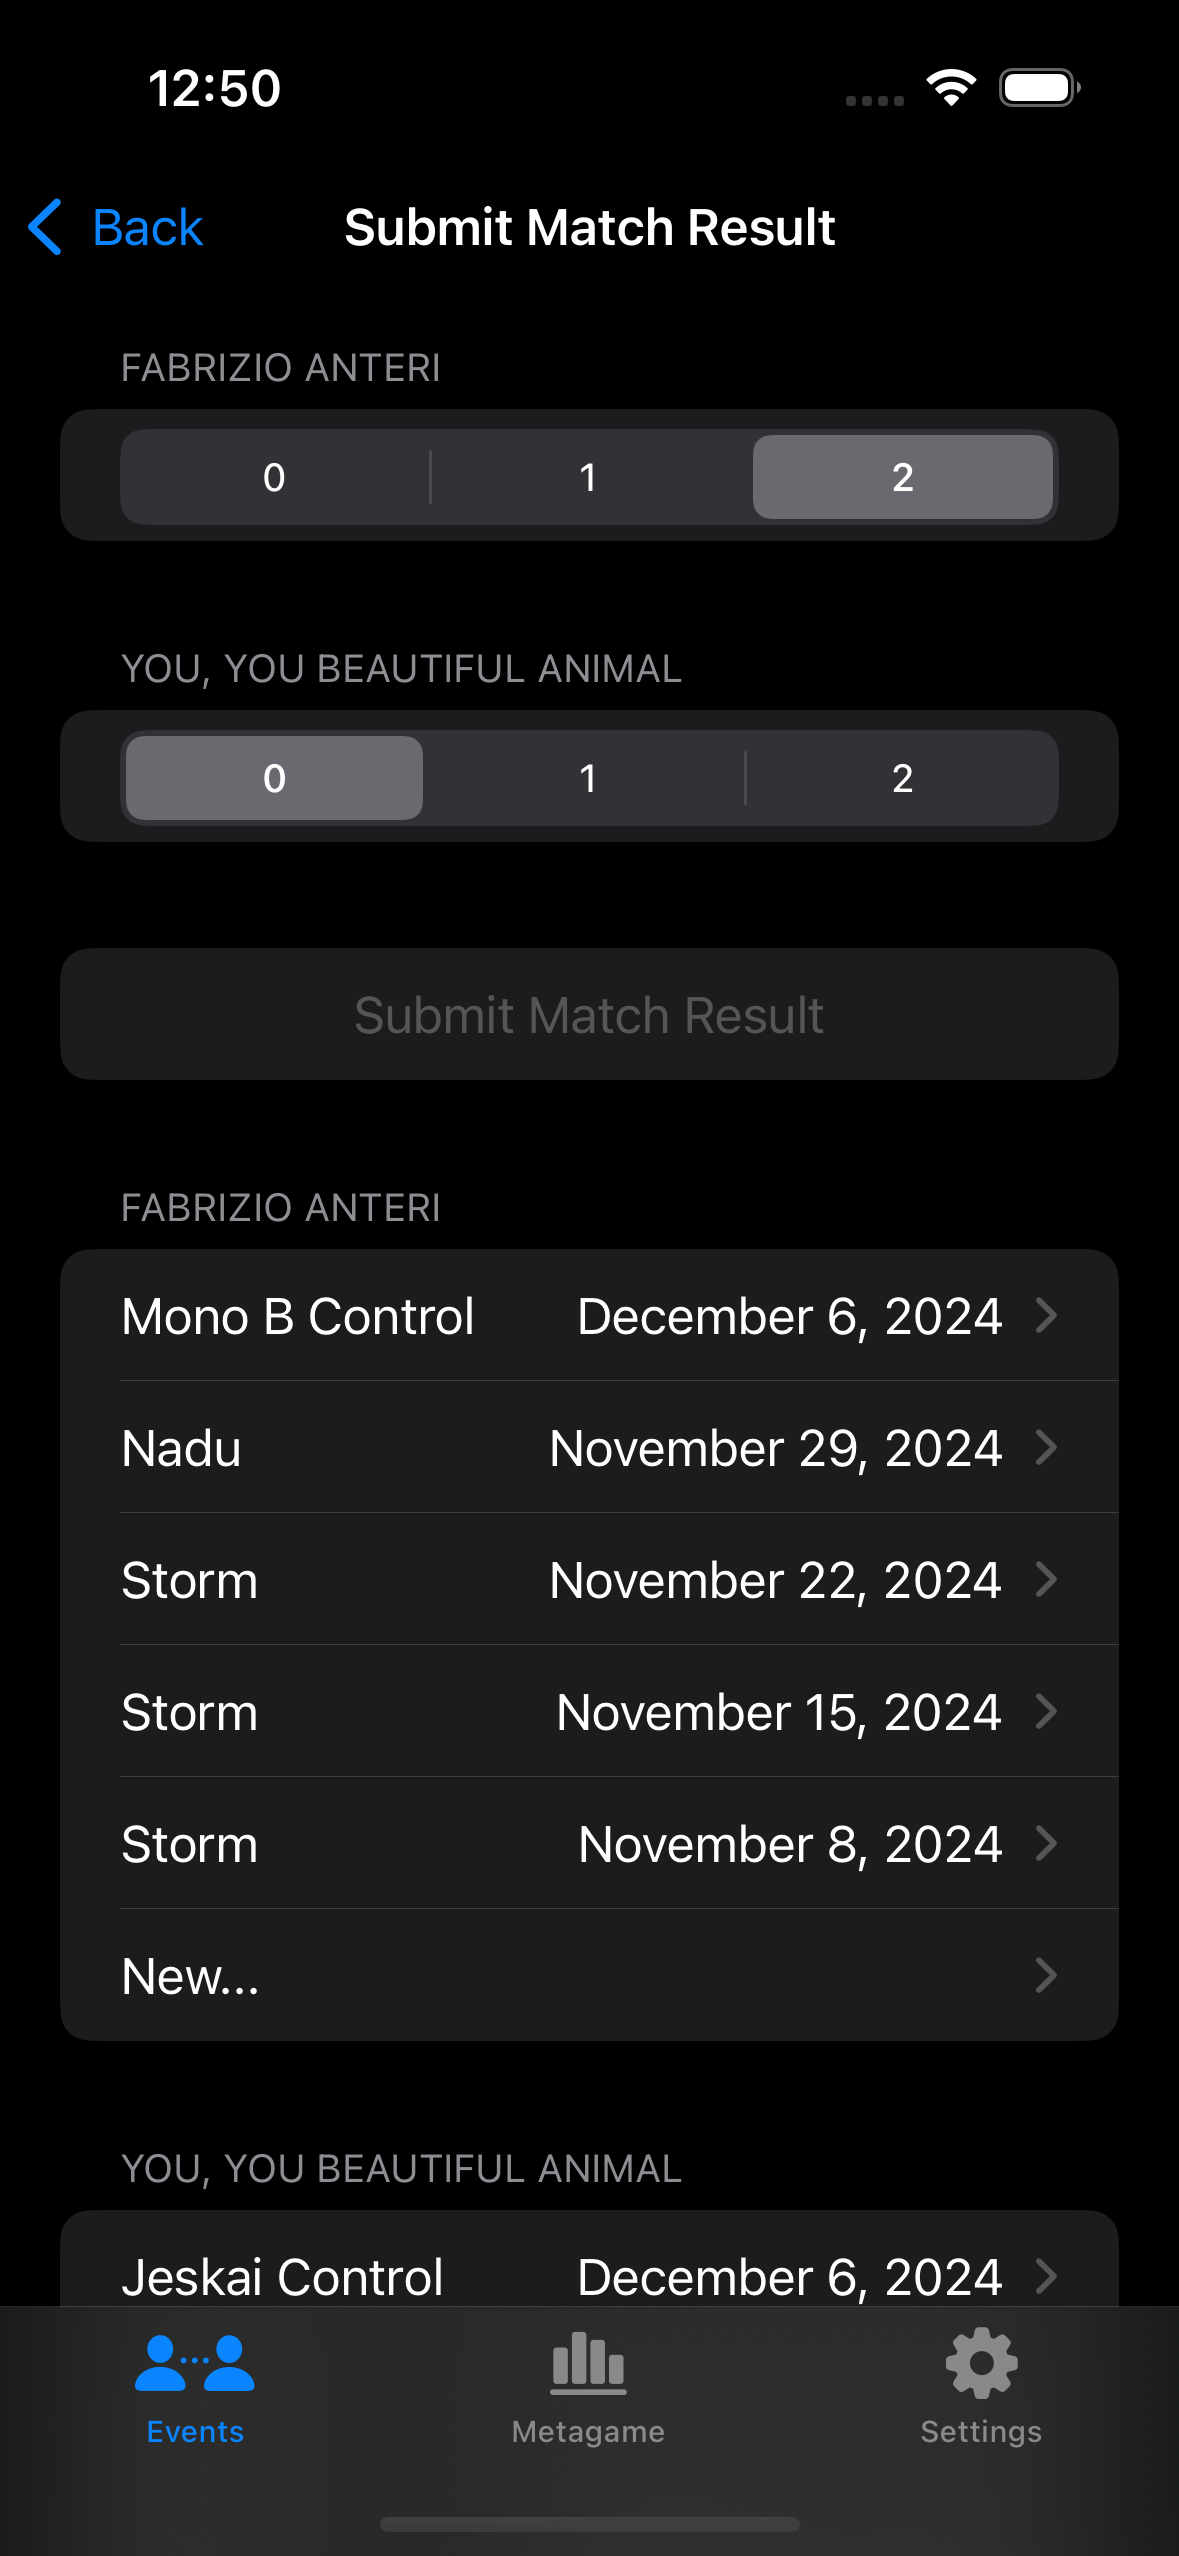 12:50
Back
Submit Match Result
FABRIZIO ANTERI
0 1 2
YOU, YOU BEAUTIFUL ANIMAL
0 1 2
Submit Match Result
FABRIZIO ANTERI
Mono B Control December 6, 2024
Nadu November 29, 2024
Storm November 22, 2024
Storm November 15, 2024
Storm November 8, 2024
New...
YOU, YOU BEAUTIFUL ANIMAL
Jeskai Control December 6, 2024
Events Metagame Settings